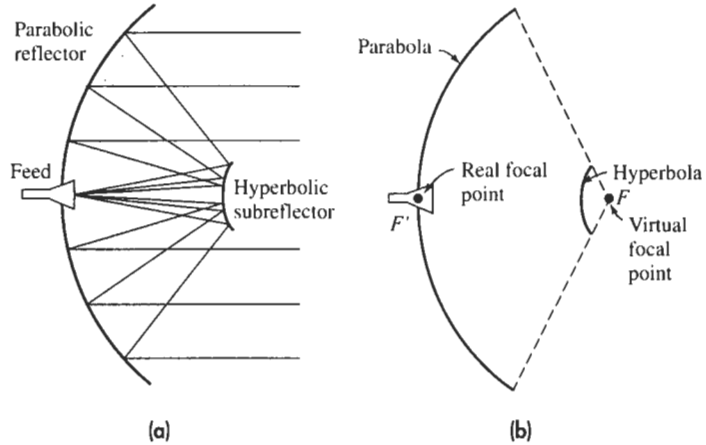 Parabolic
reflector
Feed
Hyperbolic
subreflector
(a)
Parabola
Real focal
point
F'
Hyperbola
F
Virtual
focal
point
(b)